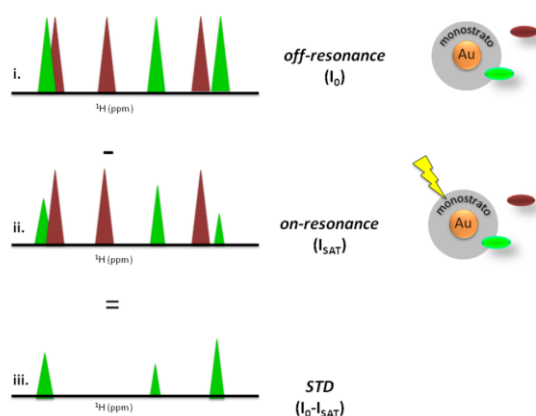 i.
¹H (ppm)
off-resonance
(I₀)
monostrato
Au
-
ii.
¹H (ppm)
on-resonance
(I_SAT)
monostrato
Au
=
iii.
¹H (ppm)
STD
(I₀-I_SAT)